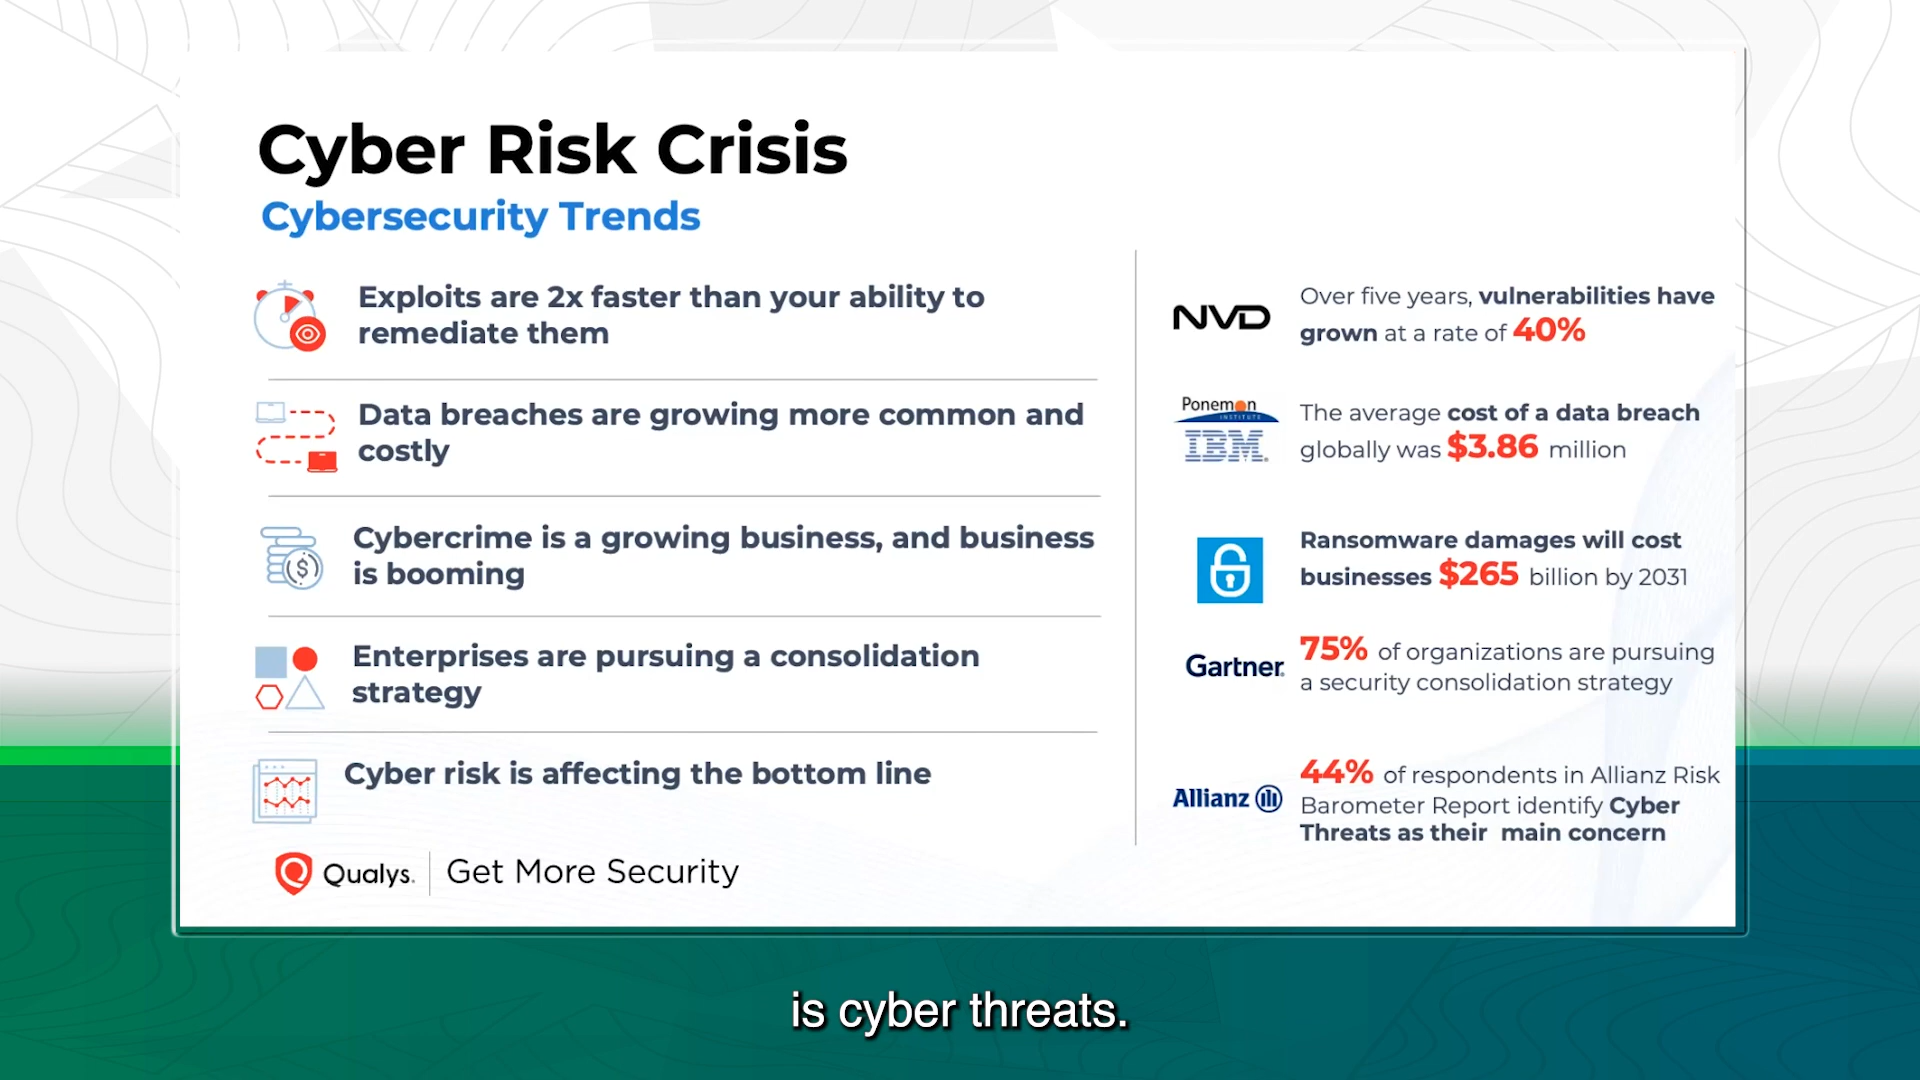 Cyber Risk Crisis
Cybersecurity Trends
Exploits are 2x faster than your ability to
remediate them
Data breaches are growing more common and
costly
Cybercrime is a growing business, and business
is booming
Enterprises are pursuing a consolidation
strategy
Cyber risk is affecting the bottom line
NVD
Over five years, vulnerabilities have
grown at a rate of 40%
Ponemon
INSTITUTE
IBM
The average cost of a data breach
globally was $3.86 million
Ransomware damages will cost
businesses $265 billion by 2031
Gartner
75% of organizations are pursuing
a security consolidation strategy
Allianz
44% of respondents in Allianz Risk
Barometer Report identify Cyber
Threats as their main concern
Qualys. Get More Security
is cyber threats.